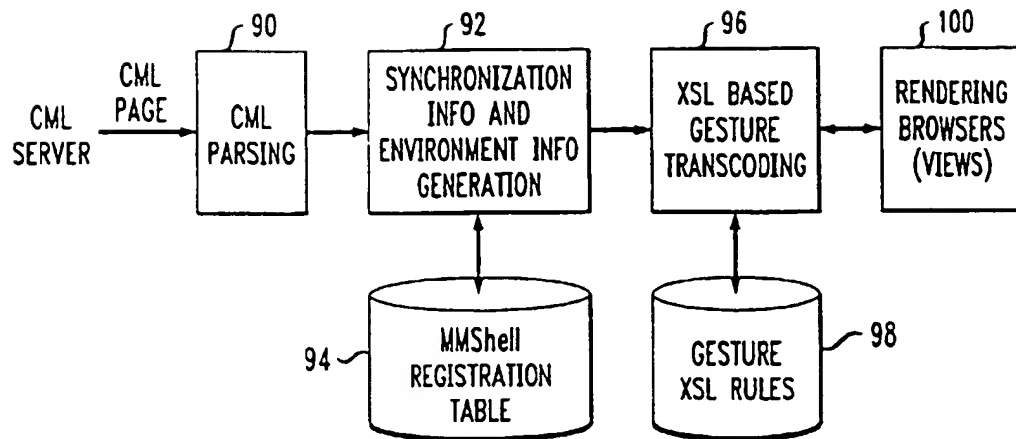 90
92
96
100
CML
SERVER
CML
PAGE
CML
PARSING
SYNCHRONIZATION
INFO AND
ENVIRONMENT INFO
GENERATION
XSL BASED
GESTURE
TRANSCODING
RENDERING
BROWSERS
(VIEWS)
94
MMShell
REGISTRATION
TABLE
GESTURE
XSL RULES
98